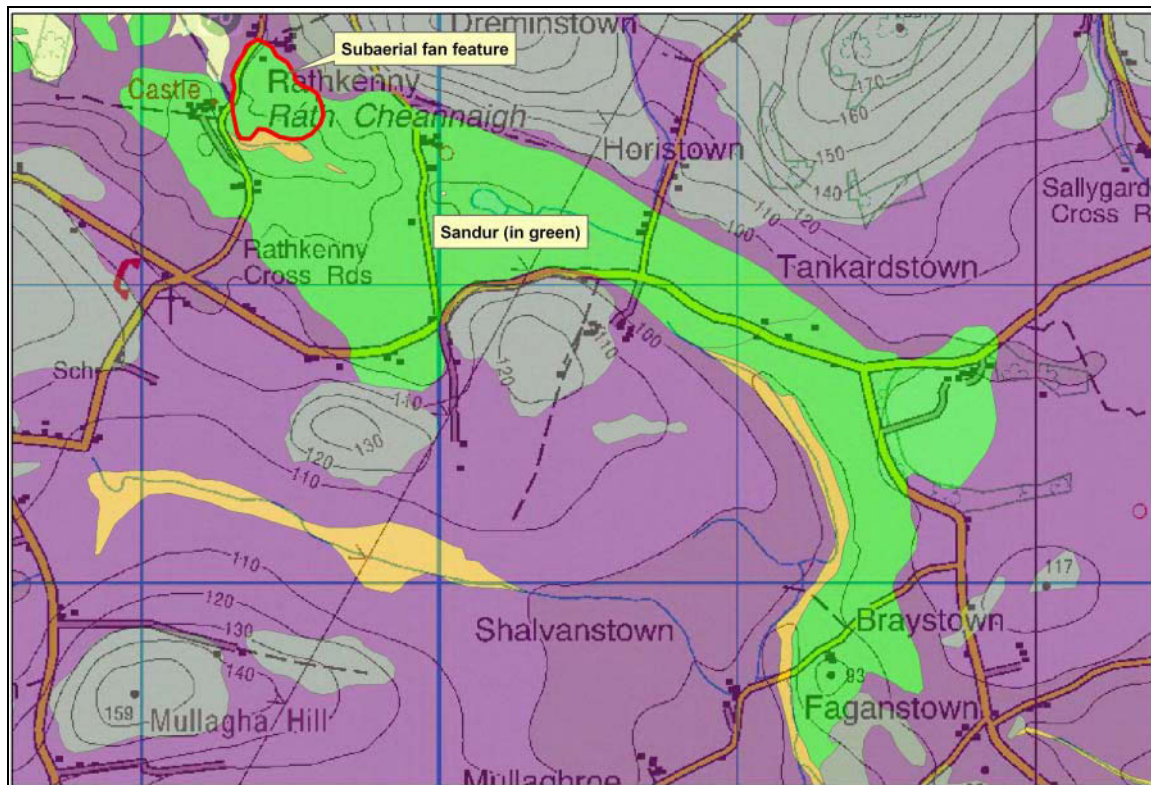 Dreminstown
170
Subaerial fan feature
160
Castle
Rathkenny
Ráth Cheannaigh
150
Horistown
140
120
110
100
Sallygard
Cross R
Sandur (in green)
Rathkenny
Cross Rds
Tankardstown
100
110
120
Sch
110
130
120
110
110
117
120
Shalvanstown
Braystown
130
140
93
159
Mullagha Hill
Faganstown
Mullaghroe